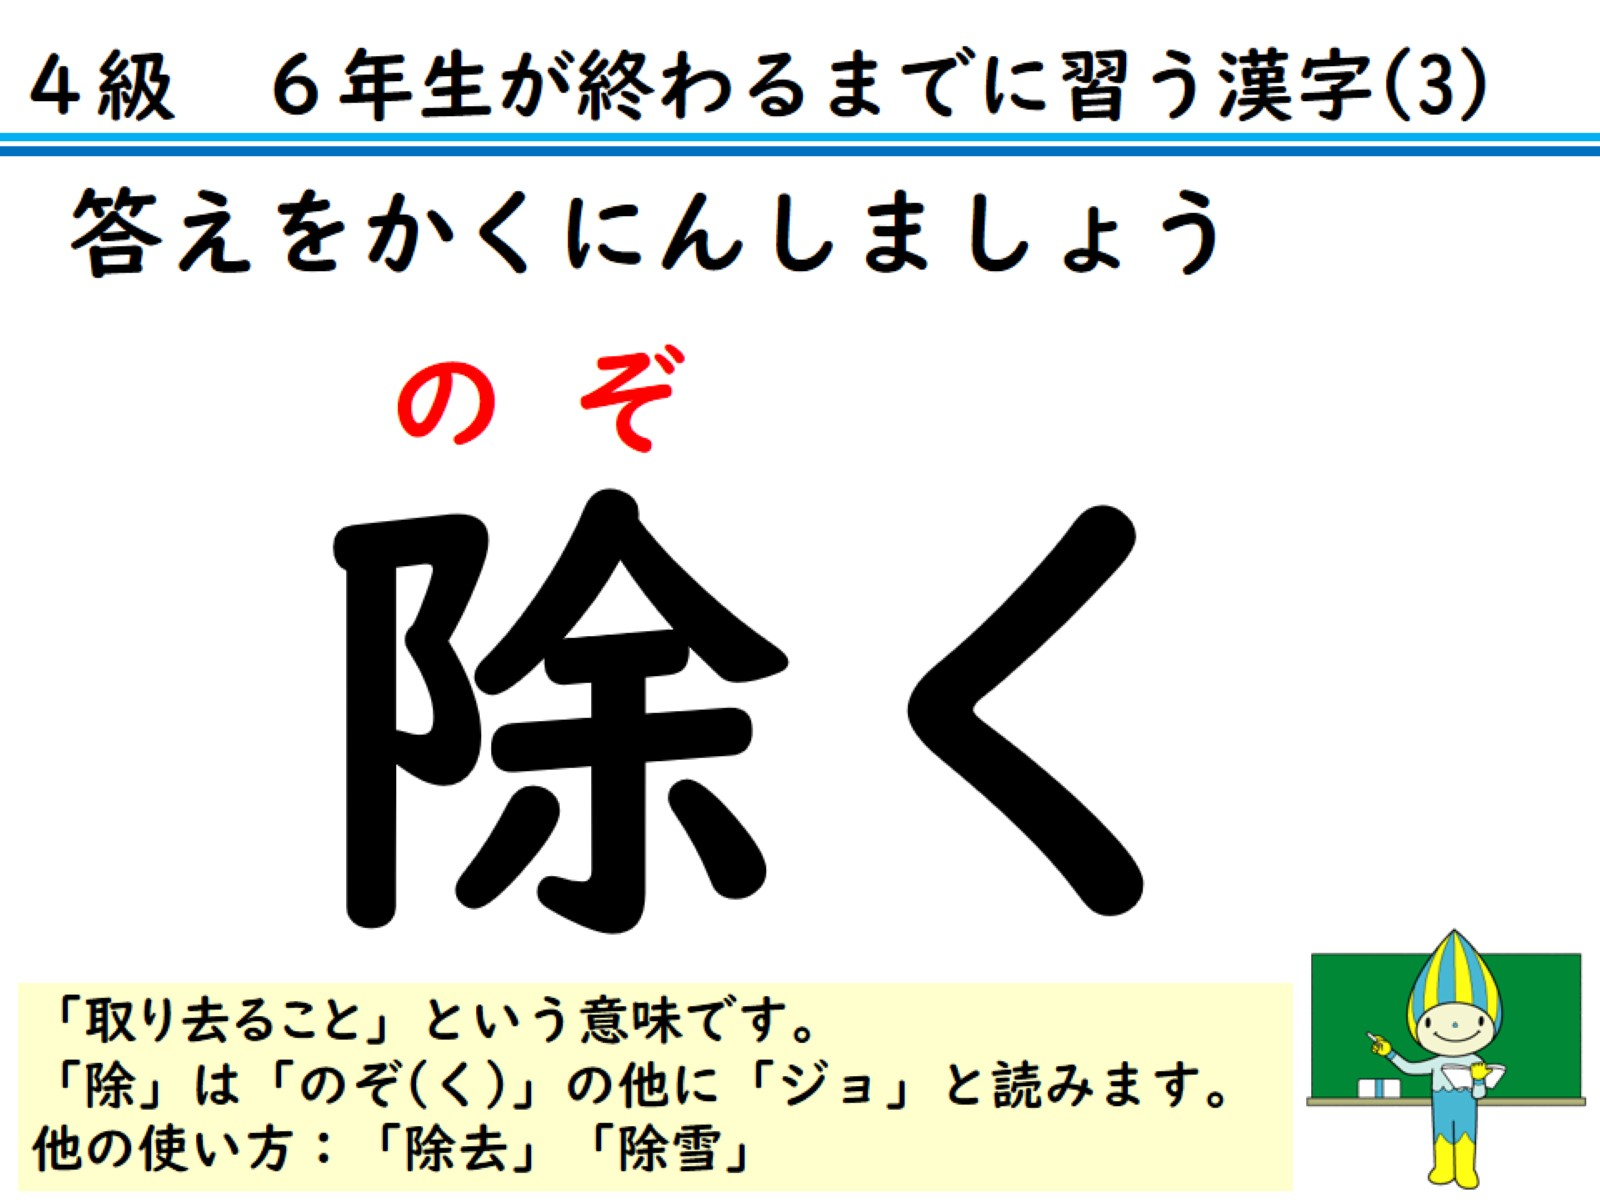 ４級　６年生が終わるまでに習う漢字(3)
答えをかくにんしましょう
のぞ
除く
「取り去ること」という意味です。
「除」は「のぞ(く)」の他に「ジョ」と読みます。
他の使い方：「除去」「除雪」